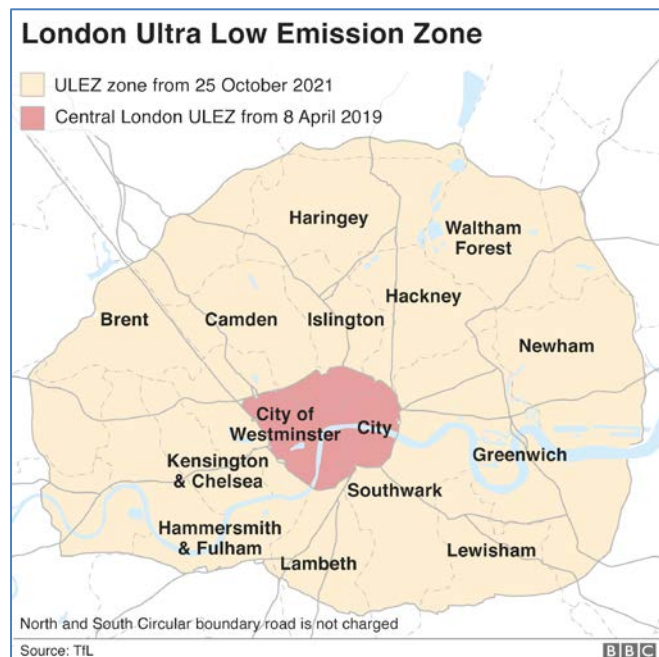 London Ultra Low Emission Zone
ULEZ zone from 25 October 2021
Central London ULEZ from 8 April 2019
Haringey
Waltham
Forest
Hackney
Brent
Camden
Islington
Newham
City of
Westminster
City
Kensington
& Chelsea
Greenwich
Southwark
Hammersmith
& Fulham
Lambeth
Lewisham
North and South Circular boundary road is not charged
Source: TfL
BBC